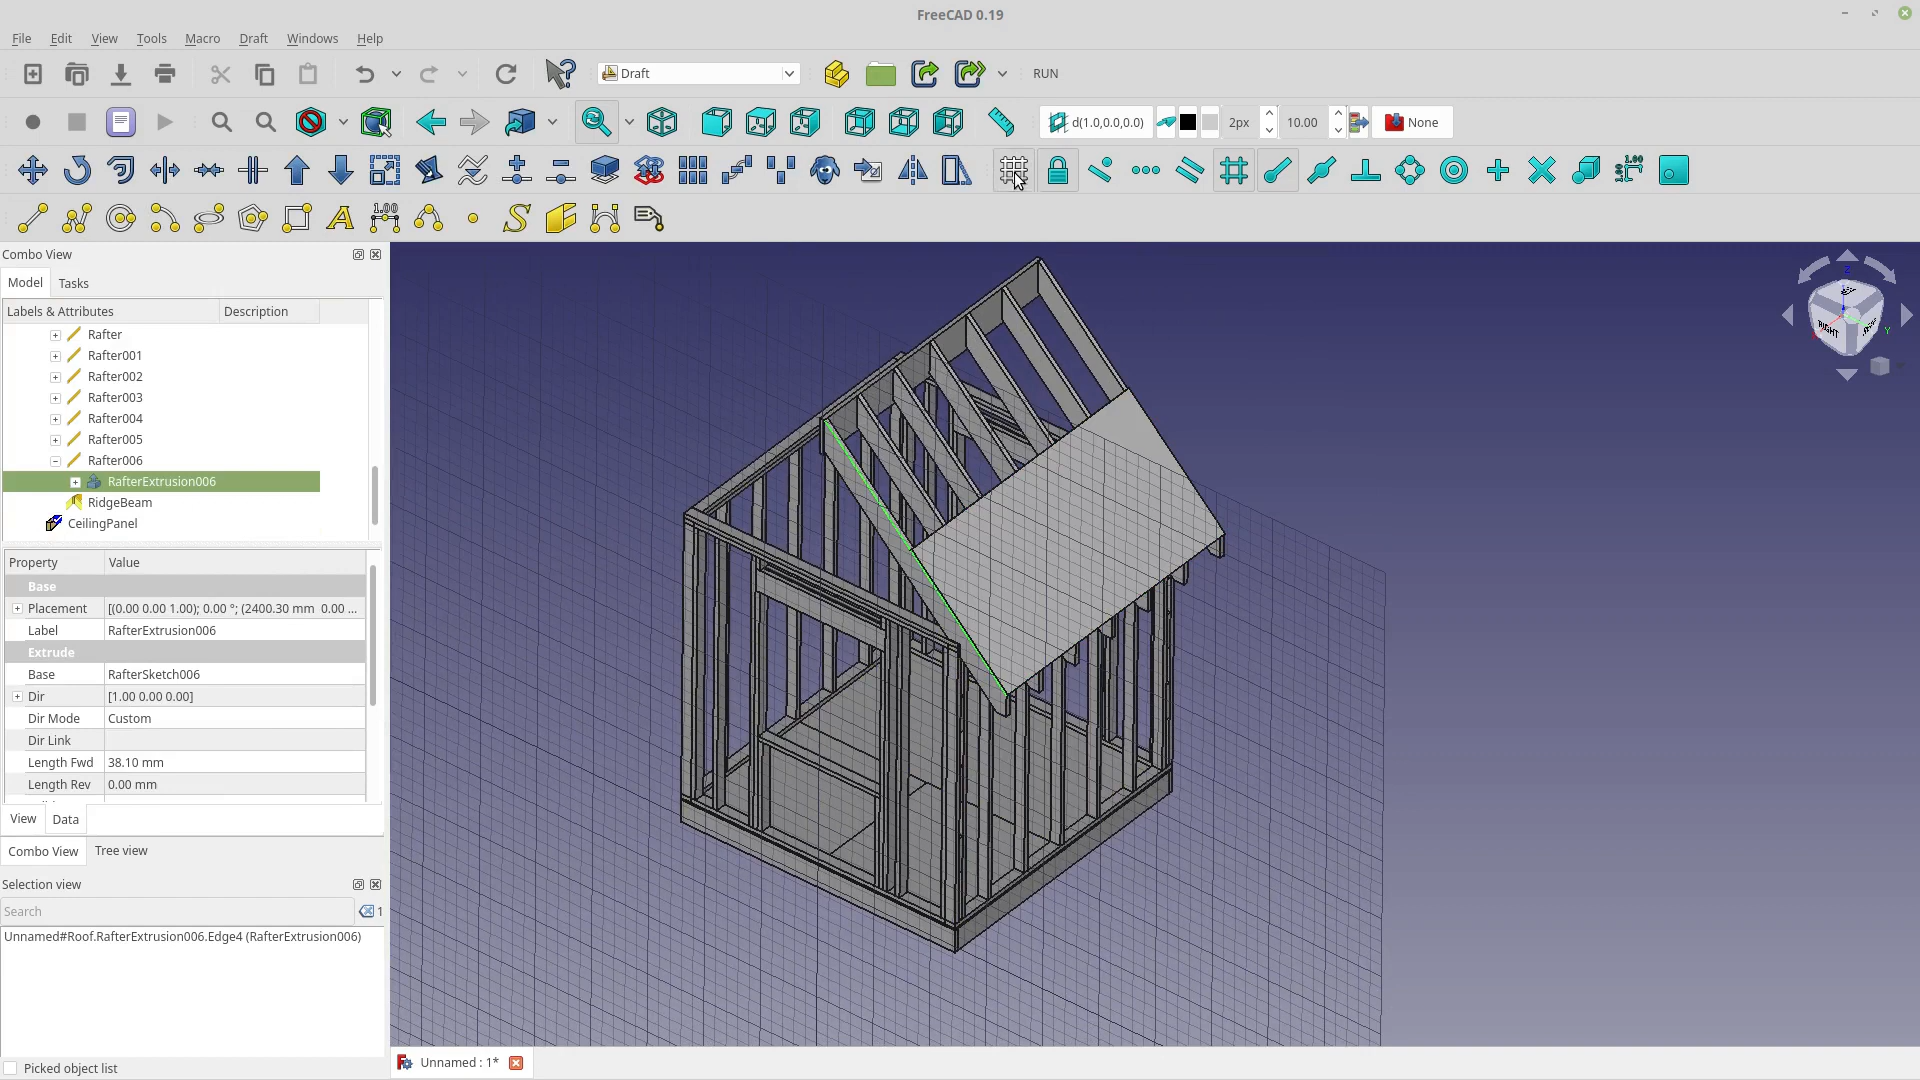 FreeCAD 0.19
File Edit View Tools Macro Draft Windows Help
Draft RUN
d(1.0,0.0,0.0) 2px 10.00 None
1.00
1.00
Combo View
Model Tasks
Labels & Attributes Description
Rafter
Rafter001
Rafter002
Rafter003
Rafter004
Rafter005
Rafter006
RafterExtrusion006
RidgeBeam
CeilingPanel
Property Value
Base
Placement [(0.00 0.00 1.00); 0.00 °; (2400.30 mm 0.00 ...
Label RafterExtrusion006
Extrude
Base RafterSketch006
Dir [1.00 0.00 0.00]
Dir Mode Custom
Dir Link
Length Fwd 38.10 mm
Length Rev 0.00 mm
View Data
Combo View Tree view
Selection view
Search 1
Unnamed#Roof.RafterExtrusion006.Edge4 (RafterExtrusion006)
Picked object list
Z
RIGHT
Y
Unnamed : 1*